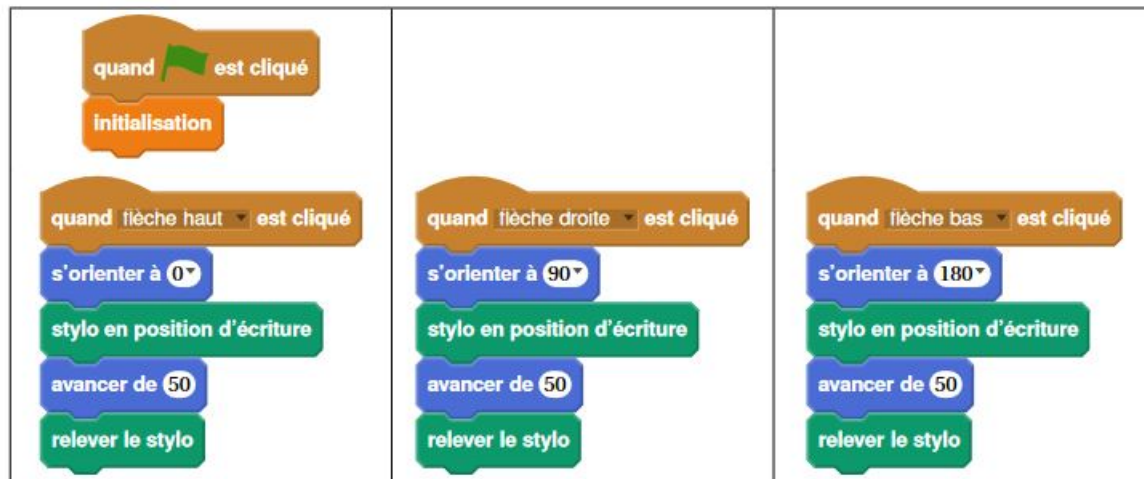 quand est cliqué
initialisation
quand flèche haut est cliqué
s'orienter à 0
stylo en position d'écriture
avancer de 50
relever le stylo
quand flèche droite est cliqué
s'orienter à 90
stylo en position d'écriture
avancer de 50
relever le stylo
quand flèche bas est cliqué
s'orienter à 180
stylo en position d'écriture
avancer de 50
relever le stylo